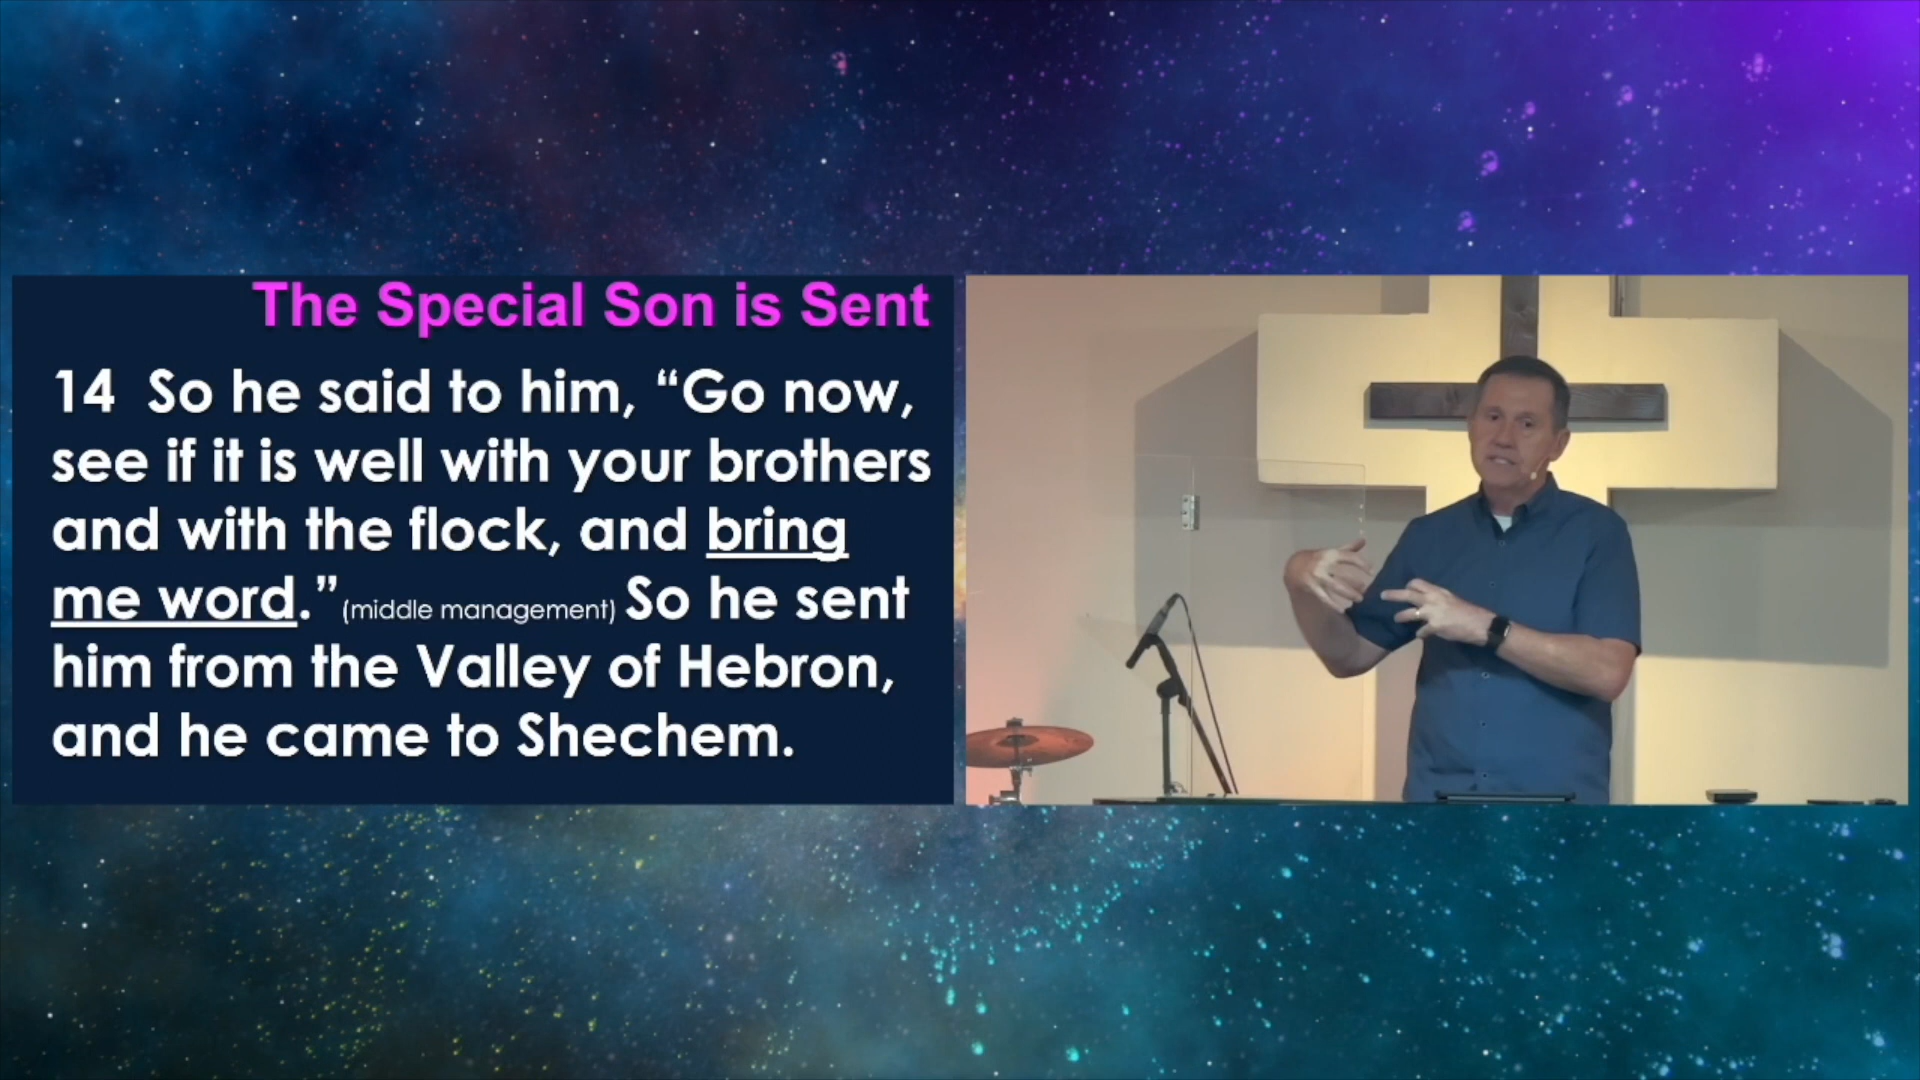 The Special Son is Sent
14 So he said to him, “Go now,
see if it is well with your brothers
and with the flock, and bring
me word.” (middle management) So he sent
him from the Valley of Hebron,
and he came to Shechem.